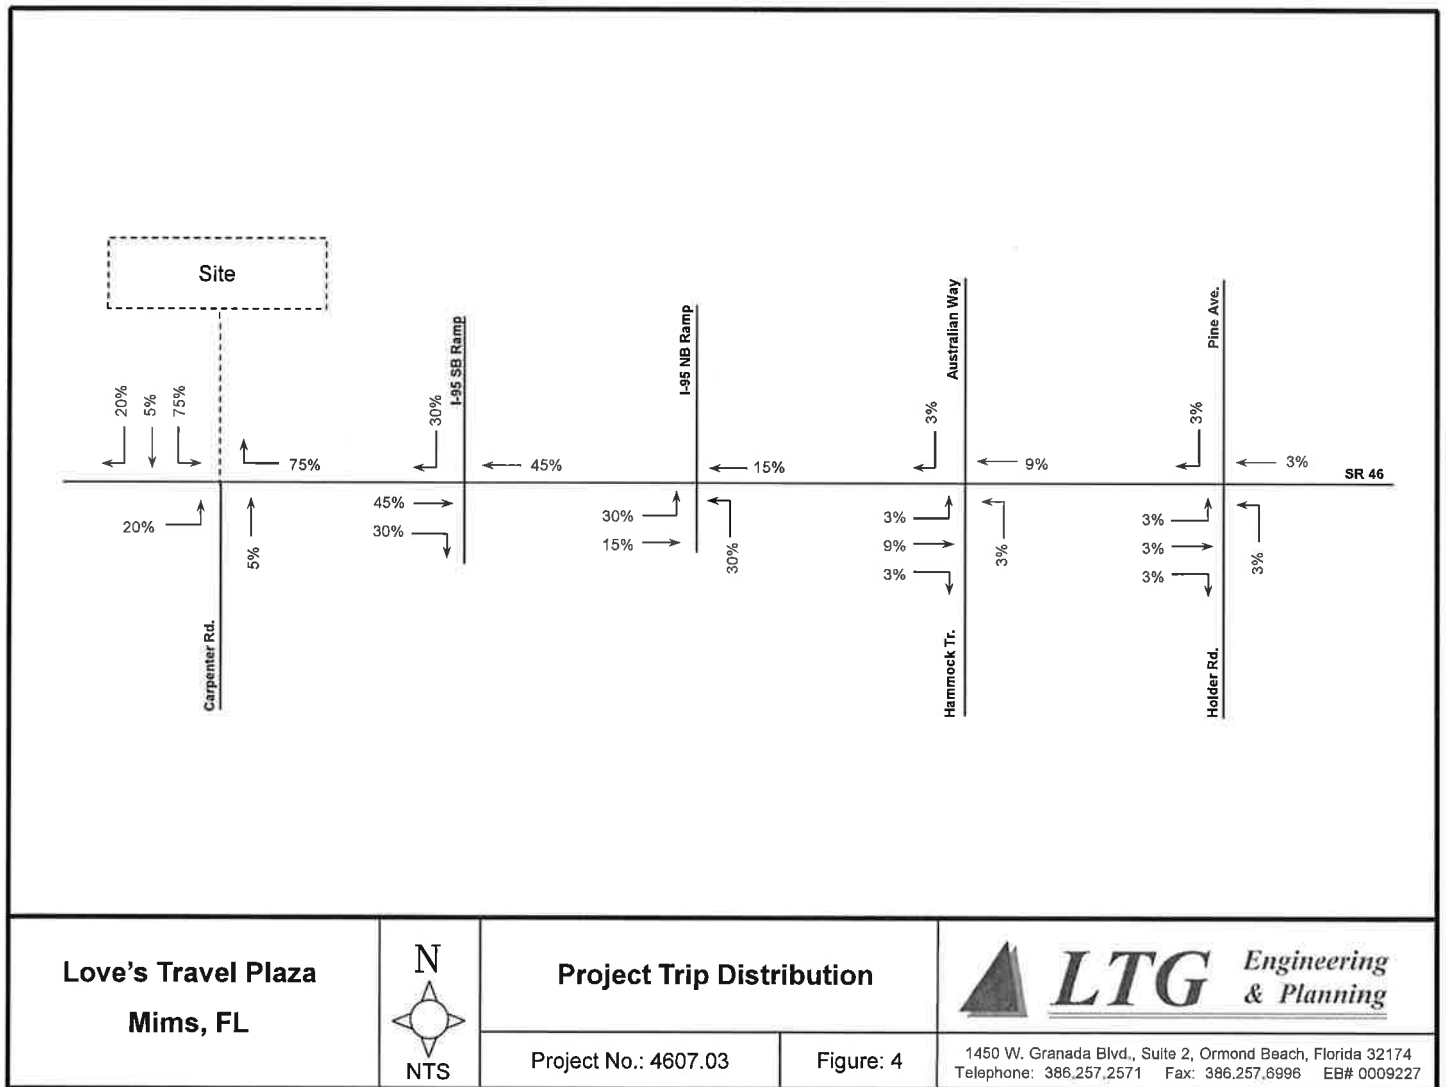 Site
I-95 SB Ramp
I-95 NB Ramp
Australian Way
Pine Ave.
20%
5%
75%
30%
3%
3%
75%
45%
15%
9%
3%
SR 46
20%
5%
45%
30%
30%
15%
30%
3%
9%
3%
3%
3%
3%
3%
3%
Carpenter Rd.
Hammock Tr.
Holder Rd.
Love's Travel Plaza
Mims, FL
N
NTS
Project Trip Distribution
Project No.: 4607.03
Figure: 4
LTG Engineering
& Planning
1450 W. Granada Blvd., Suite 2, Ormond Beach, Florida 32174
Telephone: 386.257.2571 Fax: 386.257.6996 EB# 0009227